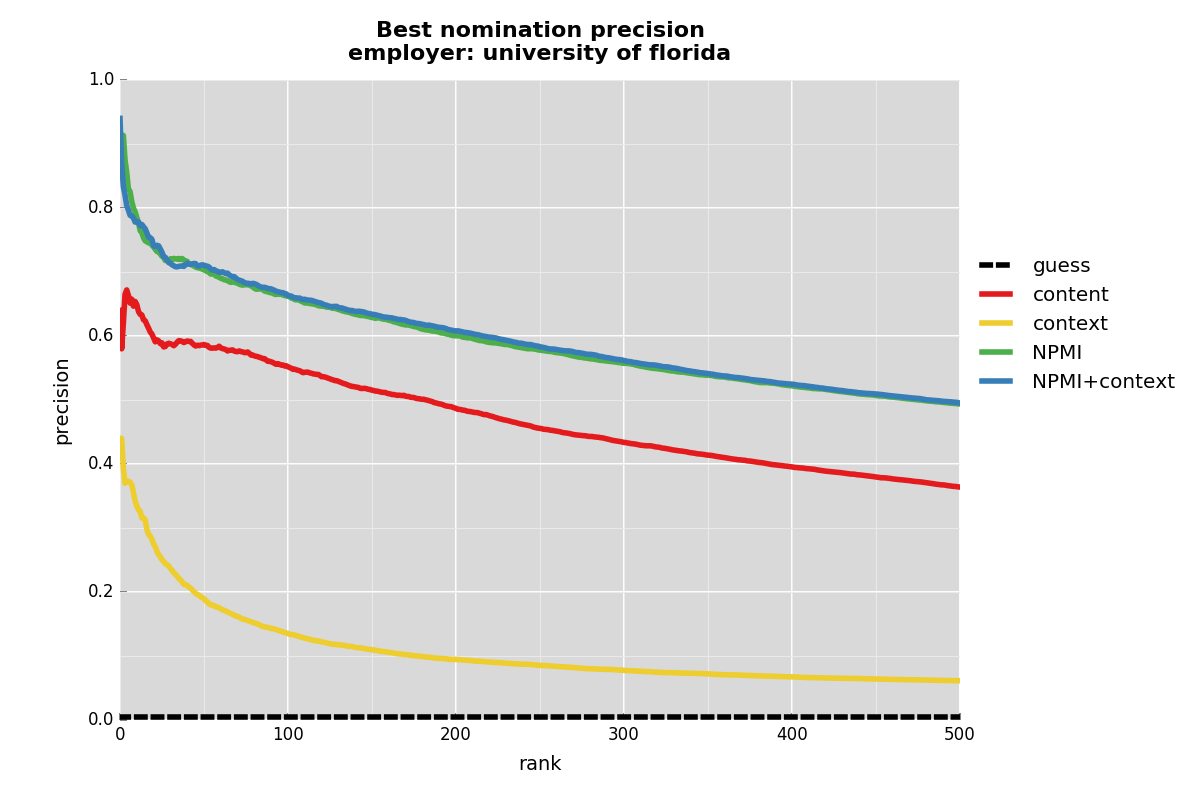 Best nomination precision
employer: university of florida
1.0
0.8
0.6
0.4
0.2
0.0
precision
0 100 200 300 400 500
rank
guess
content
context
NPMI
NPMI+context